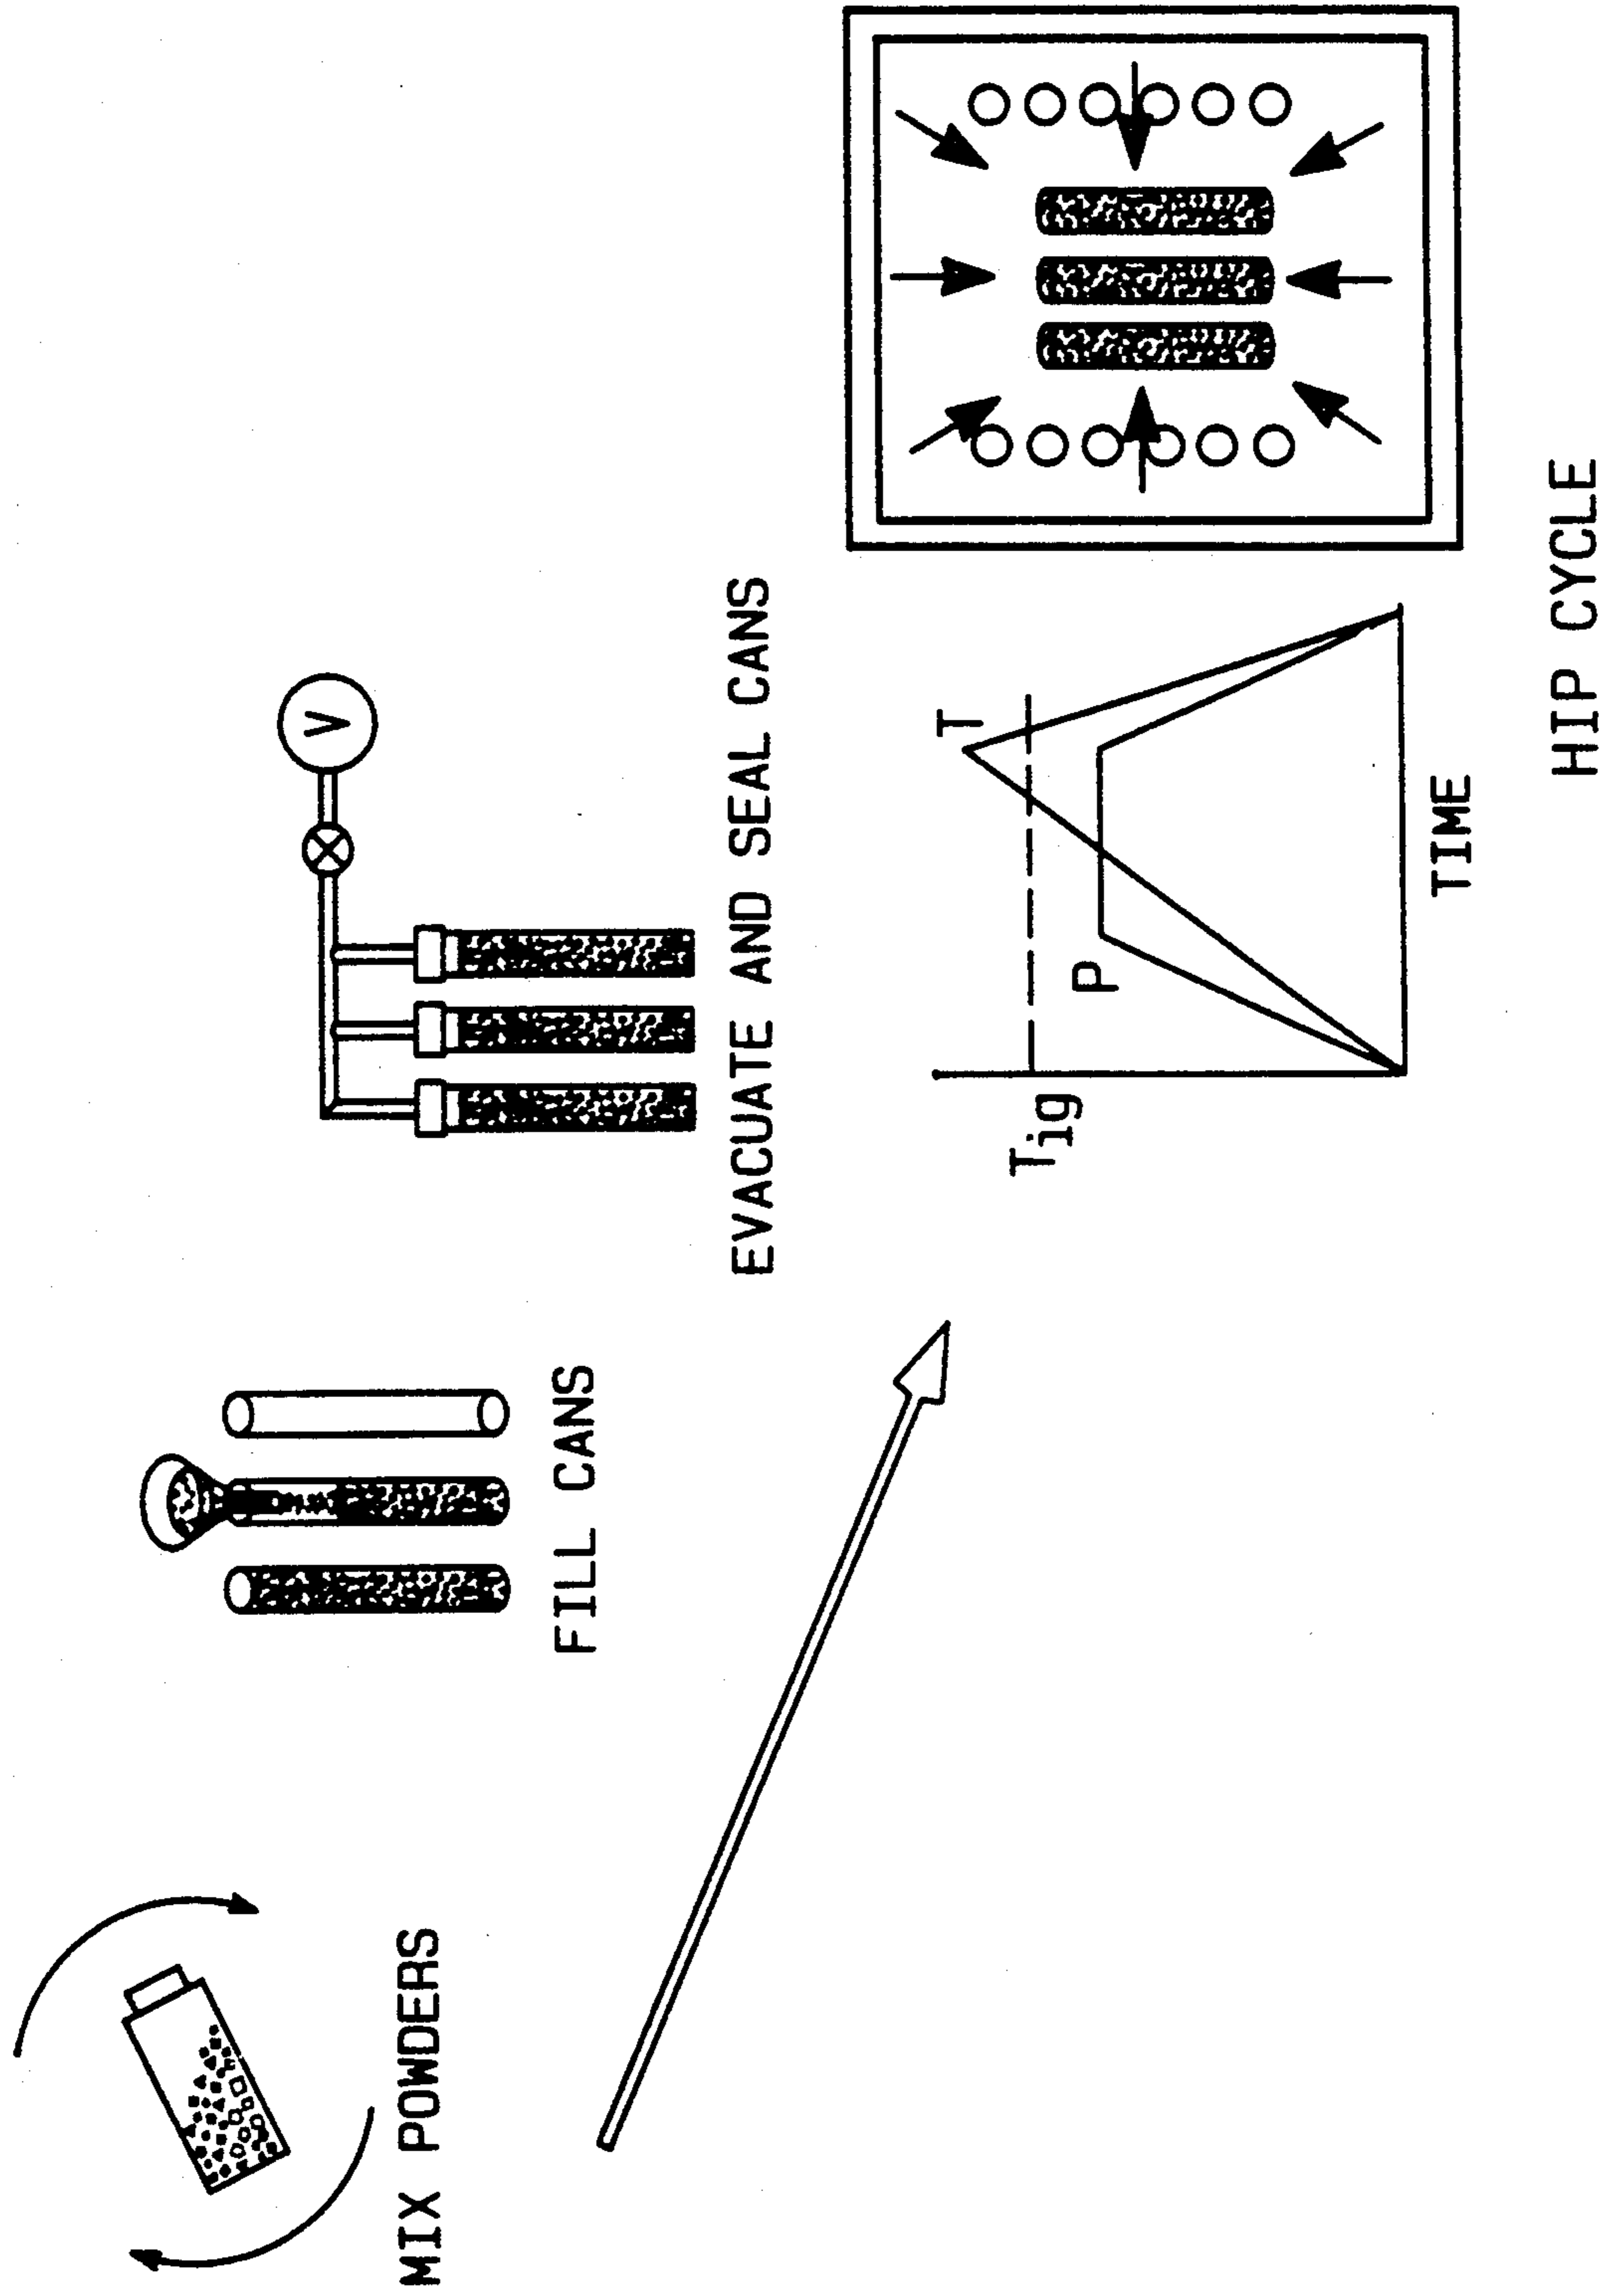 MIX POWDERS
FILL CANS
V
EVACUATE AND SEAL CANS
T
Tig
P
TIME
HIP CYCLE